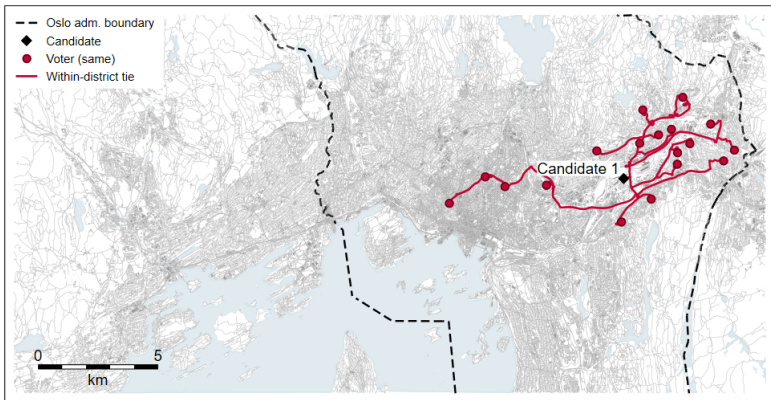 Oslo adm. boundary
Candidate
Voter (same)
Within-district tie
Candidate 1
0 5
km